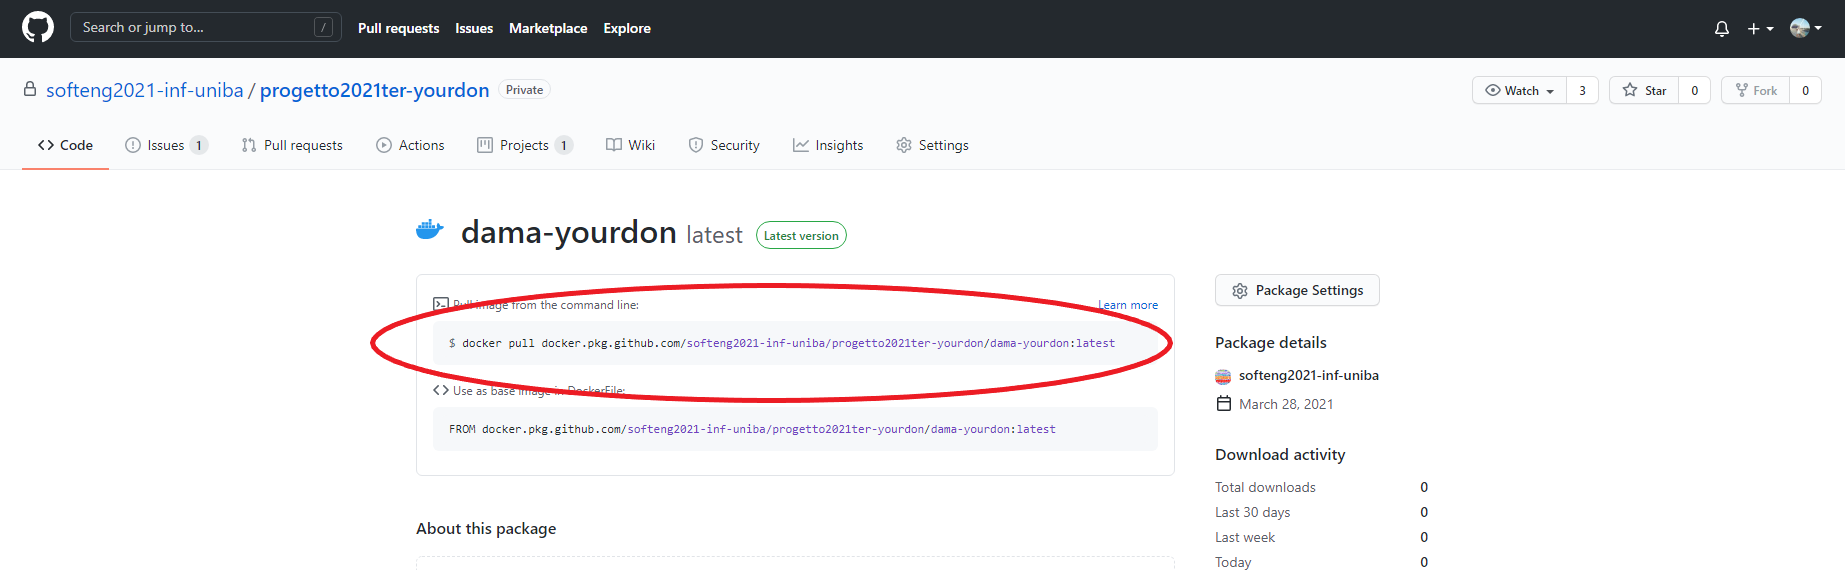 Search or jump to... / Pull requests Issues Marketplace Explore
softeng2021-inf-uniba / progetto2021ter-yourdon Private Watch 3 Star 0 Fork 0
Code Issues 1 Pull requests Actions Projects 1 Wiki Security Insights Settings
dama-yourdon latest Latest version
Pull image from the command line: Learn more
$ docker pull docker.pkg.github.com/softeng2021-inf-uniba/progetto2021ter-yourdon/dama-yourdon:latest
Use as base image in DockerFile:
FROM docker.pkg.github.com/softeng2021-inf-uniba/progetto2021ter-yourdon/dama-yourdon:latest
About this package
Package Settings
Package details
softeng2021-inf-uniba
March 28, 2021
Download activity
Total downloads 0
Last 30 days 0
Last week 0
Today 0